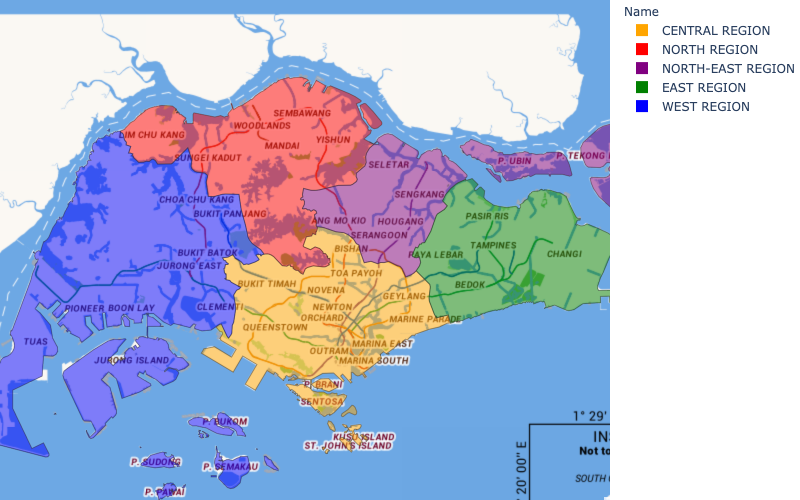 Name
CENTRAL REGION
NORTH REGION
NORTH-EAST REGION
EAST REGION
WEST REGION
SEMBAWANG
WOODLANDS
LIM CHU KANG
YISHUN
MANDAI
SUNGEI KADUT
SELETAR
P. UBIN
P. TEKONG
CHOA CHU KANG
SENGKANG
BUKIT PANJANG
ANG MO KIO
HOUGANG
PASIR RIS
SERANGOON
BISHAN
TAMPINES
BUKIT BATOK
PAYA LEBAR
CHANGI
JURONG EAST
TOA PAYOH
BUKIT TIMAH
BEDOK
NOVENA
GEYLANG
PIONEER
BOON LAY
CLEMENTI
NEWTON
ORCHARD
MARINE PARADE
QUEENSTOWN
TUAS
MARINA EAST
OUTRAM
JURONG ISLAND
MARINA SOUTH
P. BRANI
SENTOSA
P. BUKOM
KUSU ISLAND
ST. JOHN'S ISLAND
P. SUDONG
P. SEMAKAU
P. PAWAI
1° 29'
IN
Not to
SOUTH
20' 00" E